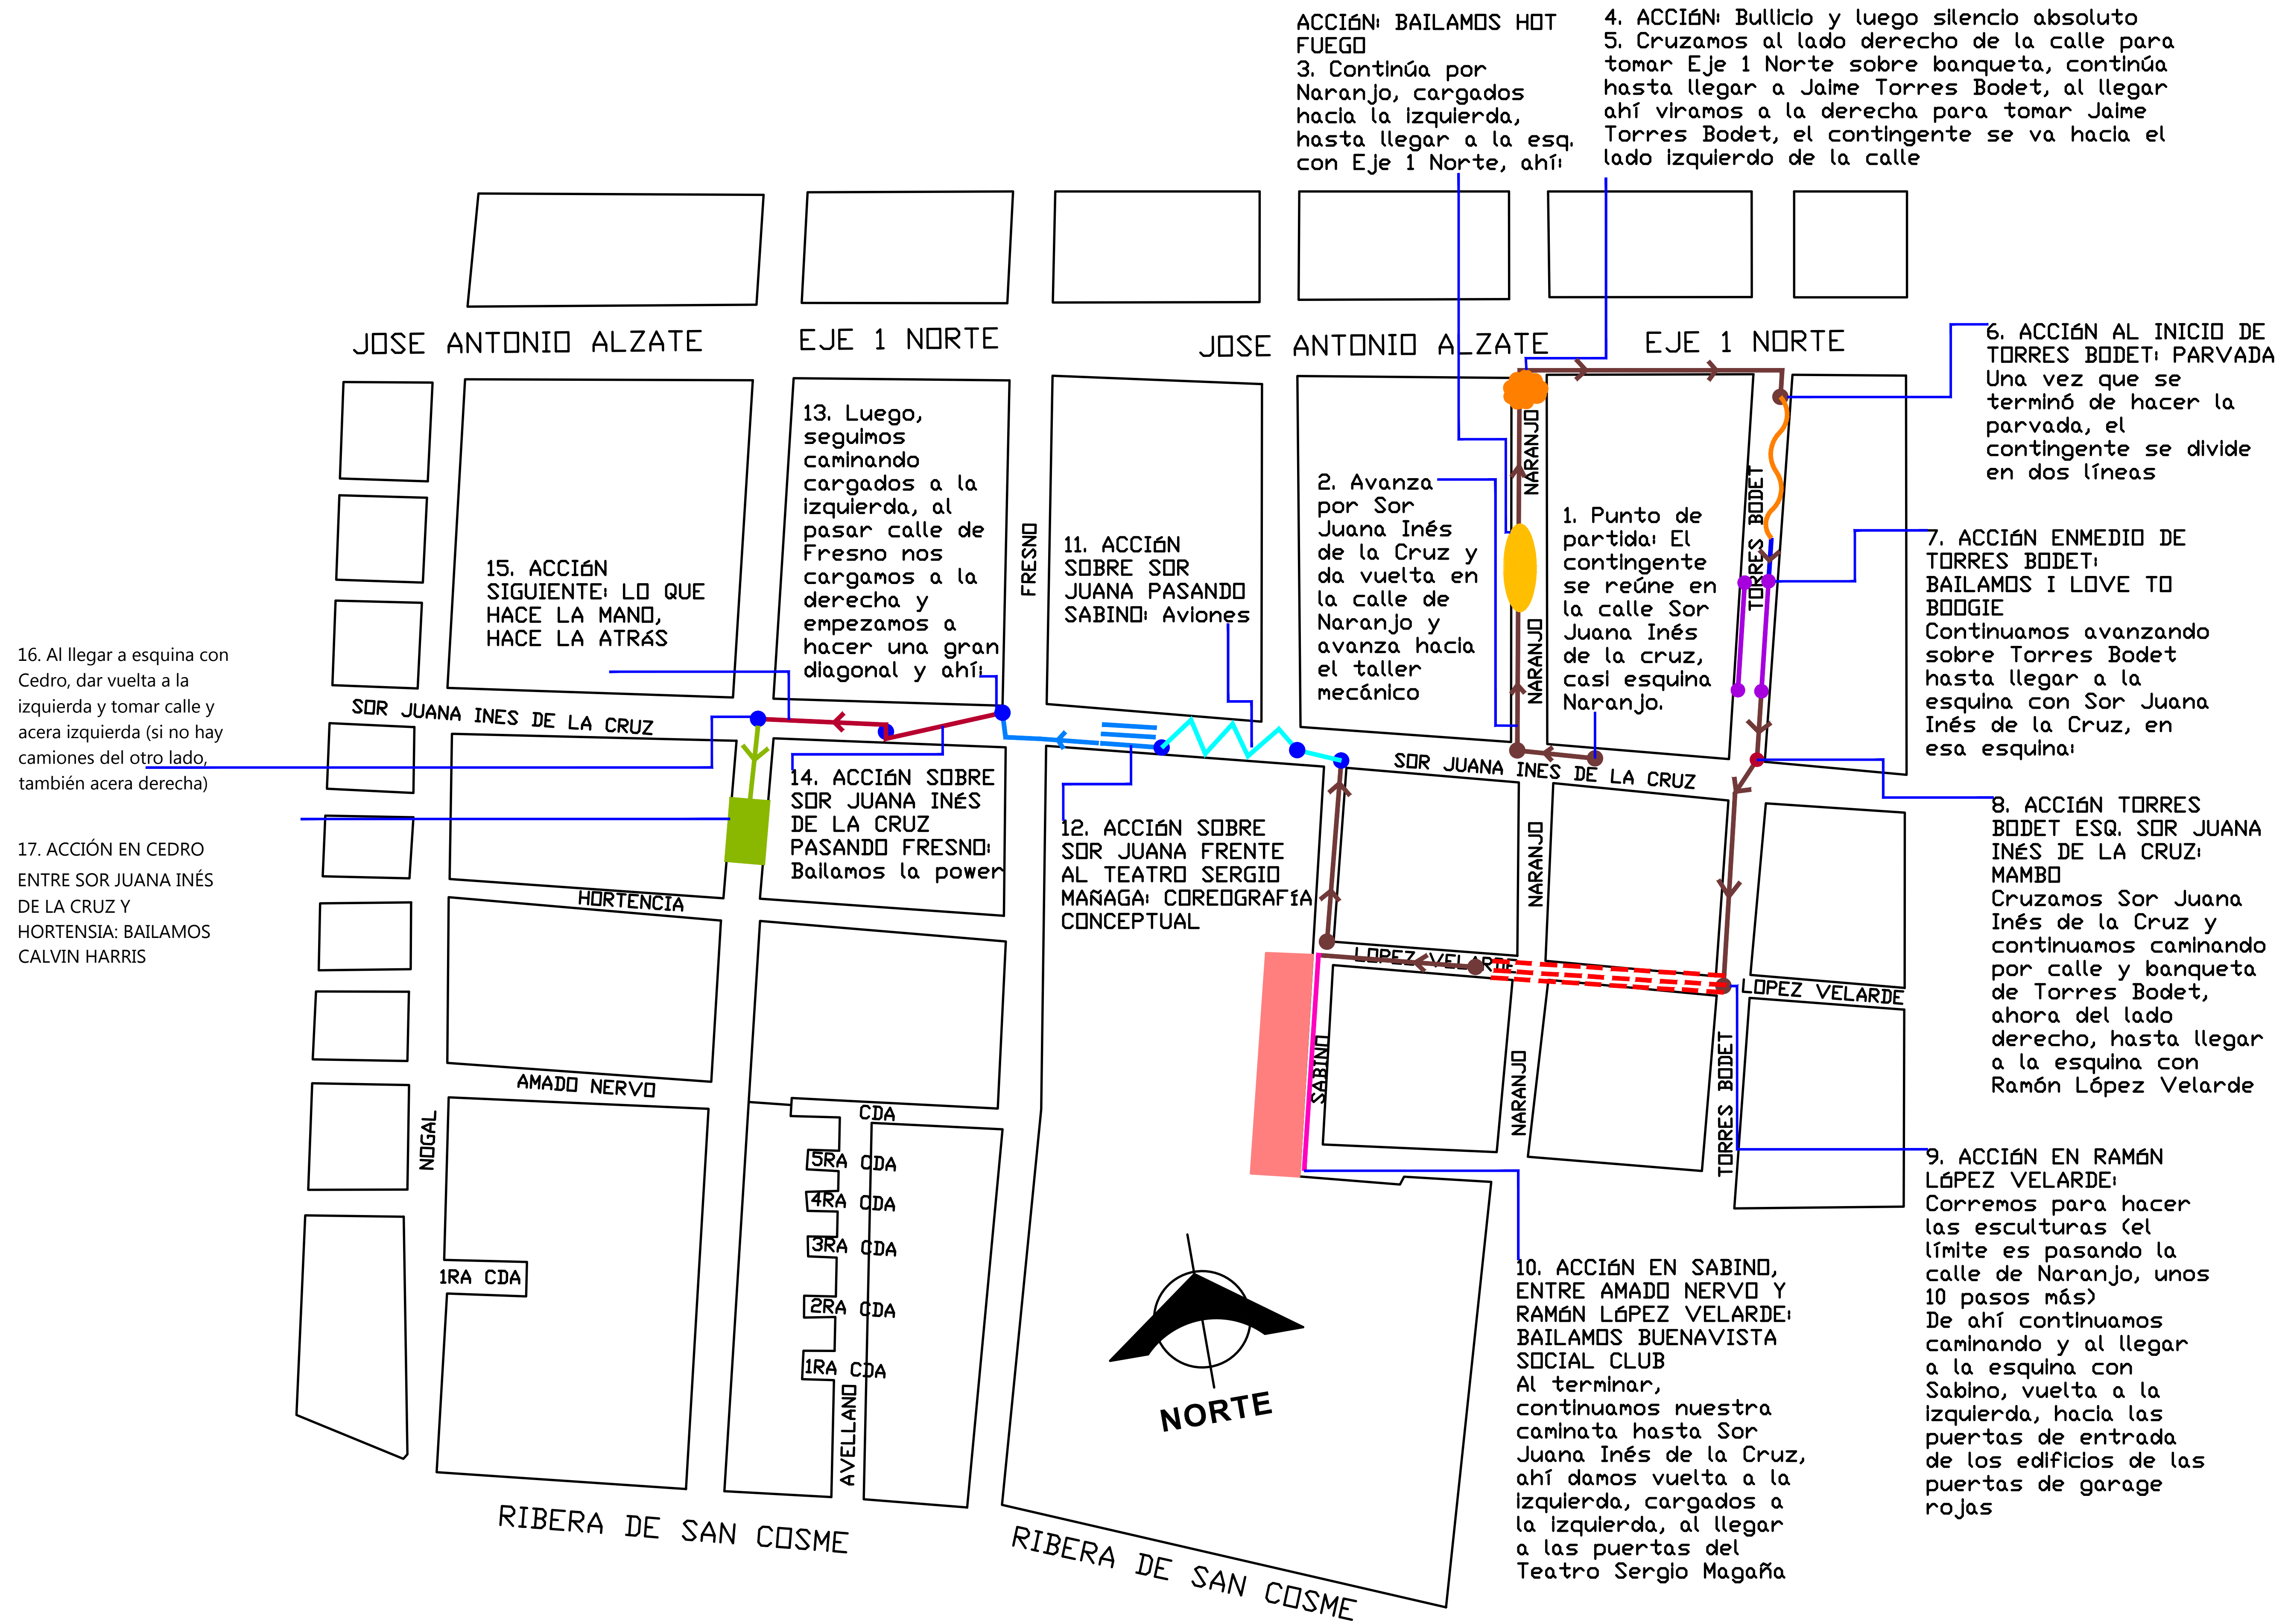 ACCIóN: BAILAMOS HOT
FUEGO
3. Continúa por
Naranjo, cargados
hacia la izquierda,
hasta llegar a la esq.
con Eje 1 Norte, ahí:
4. ACCIóN: Bullicio y luego silencio absoluto
5. Cruzamos al lado derecho de la calle para
tomar Eje 1 Norte sobre banqueta, continúa
hasta llegar a Jaime Torres Bodet, al llegar
ahí viramos a la derecha para tomar Jaime
Torres Bodet, el contingente se va hacia el
lado izquierdo de la calle
JOSE ANTONIO ALZATE
EJE 1 NORTE
JOSE ANTONIO ALZATE
EJE 1 NORTE
6. ACCIóN AL INICIO DE
TORRES BODET: PARVADA
Una vez que se
terminó de hacer la
parvada, el
contingente se divide
en dos líneas
13. Luego,
seguimos
caminando
cargados a la
izquierda, al
pasar calle de
Fresno nos
cargamos a la
derecha y
empezamos a
hacer una gran
diagonal y ahí:
FRESNO
11. ACCIóN
SOBRE SOR
JUANA PASANDO
SABINO: Aviones
2. Avanza
por Sor
Juana Inés
de la Cruz y
da vuelta en
la calle de
Naranjo y
avanza hacia
el taller
mecánico
NARANJO
NARANJO
1. Punto de
partida: El
contingente
se reúne en
la calle Sor
Juana Inés
de la cruz,
casi esquina
Naranjo.
TORRES BODET
7. ACCIóN ENMEDIO DE
TORRES BODET:
BAILAMOS I LOVE TO
BOOGIE
Continuamos avanzando
sobre Torres Bodet
hasta llegar a la
esquina con Sor Juana
Inés de la Cruz, en
esa esquina:
15. ACCIóN
SIGUIENTE: LO QUE
HACE LA MANO,
HACE LA ATRáS
16. Al llegar a esquina con
Cedro, dar vuelta a la
izquierda y tomar calle y
acera izquierda (si no hay
camiones del otro lado,
también acera derecha)
SOR JUANA INES DE LA CRUZ
SOR JUANA INES DE LA CRUZ
14. ACCIóN SOBRE
SOR JUANA INéS
DE LA CRUZ
PASANDO FRESNO:
Bailamos la power
12. ACCIóN SOBRE
SOR JUANA FRENTE
AL TEATRO SERGIO
MAÑAGA: COREOGRAFíA
CONCEPTUAL
NARANJO
8. ACCIóN TORRES
BODET ESQ. SOR JUANA
INéS DE LA CRUZ:
MAMBO
Cruzamos Sor Juana
Inés de la Cruz y
continuamos caminando
por calle y banqueta
de Torres Bodet,
ahora del lado
derecho, hasta llegar
a la esquina con
Ramón López Velarde
17. ACCIÓN EN CEDRO
ENTRE SOR JUANA INÉS
DE LA CRUZ Y
HORTENSIA: BAILAMOS
CALVIN HARRIS
HORTENCIA
LOPEZ VELARDE
LOPEZ VELARDE
AMADO NERVO
SABINO
NARANJO
TORRES BODET
NOGAL
CDA
5RA CDA
4RA CDA
3RA CDA
2RA CDA
1RA CDA
1RA CDA
AVELLANO
9. ACCIóN EN RAMóN
LóPEZ VELARDE:
Corremos para hacer
las esculturas (el
límite es pasando la
calle de Naranjo, unos
10 pasos más)
De ahí continuamos
caminando y al llegar
a la esquina con
Sabino, vuelta a la
izquierda, hacia las
puertas de entrada
de los edificios de las
puertas de garage
rojas
10. ACCIóN EN SABINO,
ENTRE AMADO NERVO Y
RAMóN LóPEZ VELARDE:
BAILAMOS BUENAVISTA
SOCIAL CLUB
Al terminar,
continuamos nuestra
caminata hasta Sor
Juana Inés de la Cruz,
ahí damos vuelta a la
izquierda, cargados a
la izquierda, al llegar
a las puertas del
Teatro Sergio Magaña
NORTE
RIBERA DE SAN COSME
RIBERA DE SAN COSME